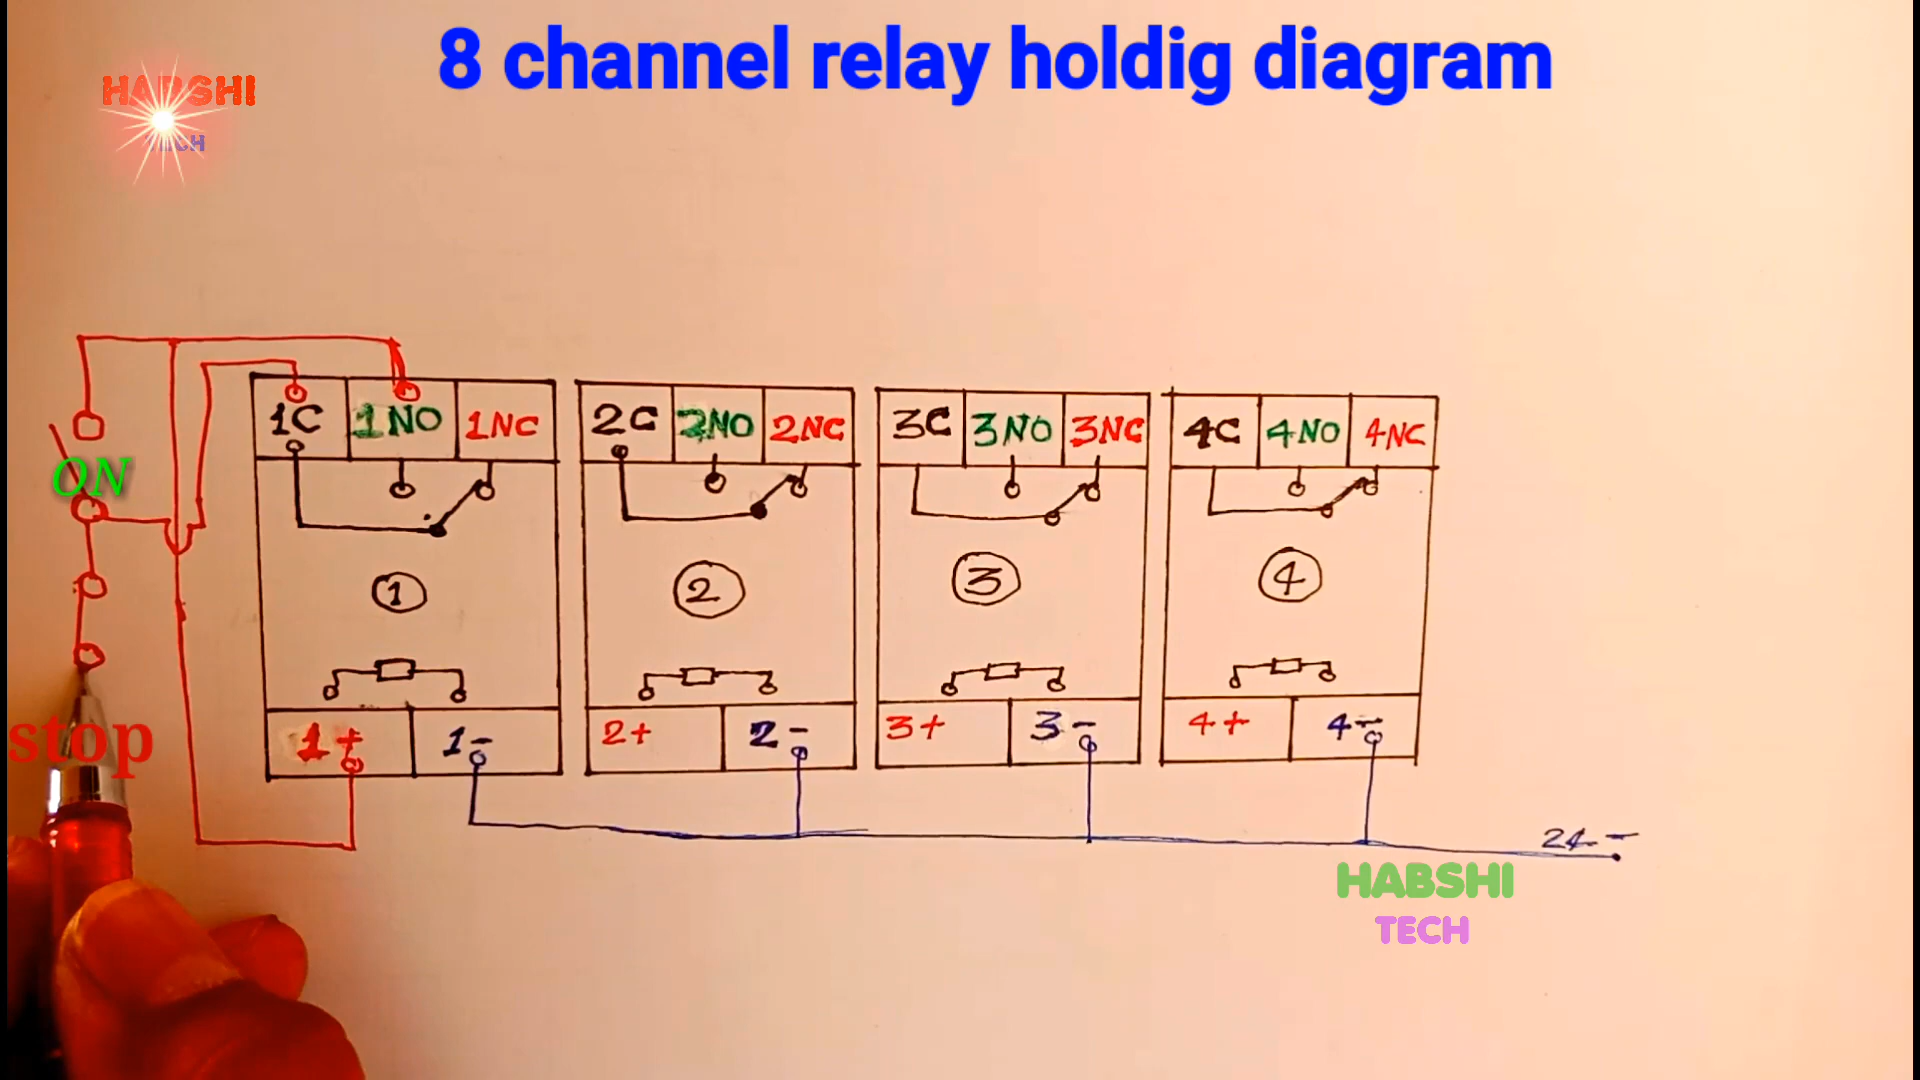 8 channel relay holdig diagram
HABSHI
TECH
1C 1NO 1NC 2C 2NO 2NC 3C 3NO 3NC 4C 4NO 4NC
ON
1 2 3 4
stop 1+ 1- 2+ 2- 3+ 3- 4+ 4-
24-
HABSHI
TECH